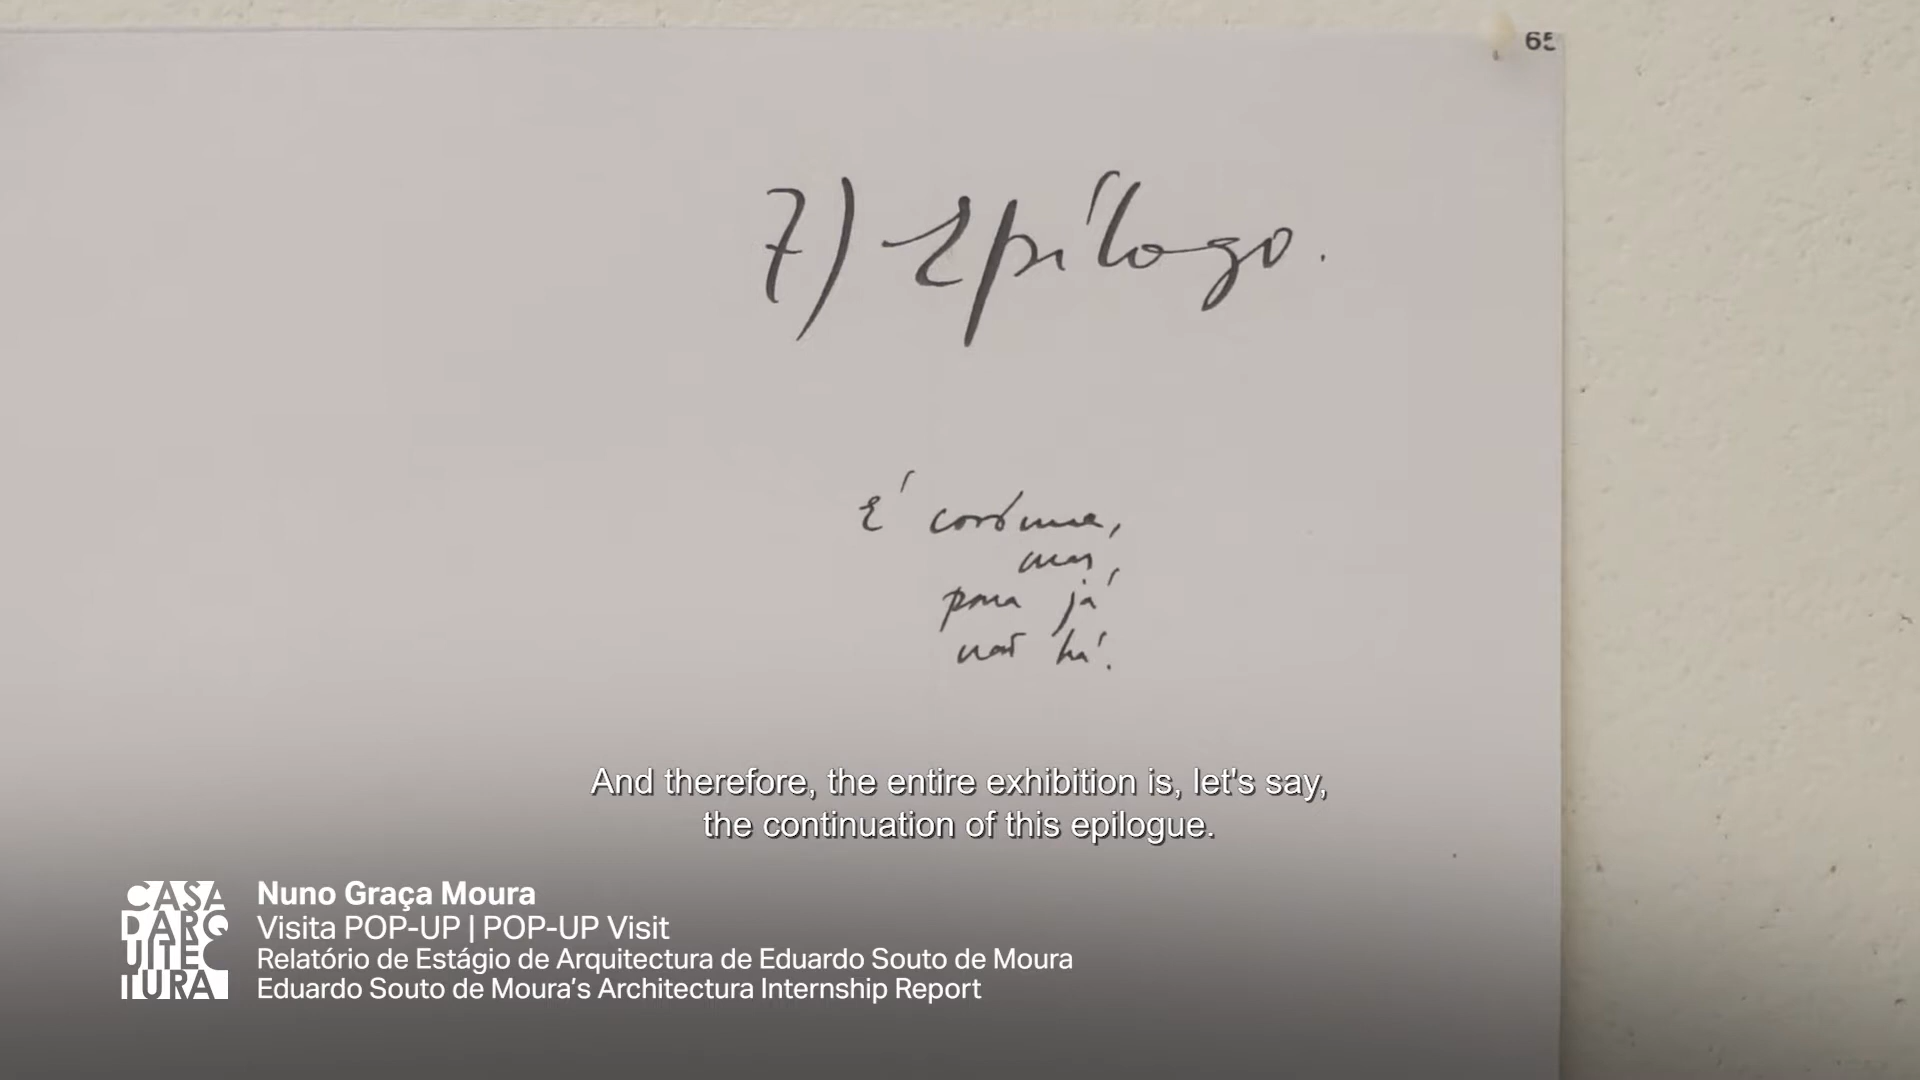 65
7) Epílogo.
É costume,
mas,
para já
não há.
And therefore, the entire exhibition is, let's say,
the continuation of this epilogue.
CASA
DARQ
UITEC
TURA
Nuno Graça Moura
Visita POP-UP | POP-UP Visit
Relatório de Estágio de Arquitectura de Eduardo Souto de Moura
Eduardo Souto de Moura’s Architectura Internship Report